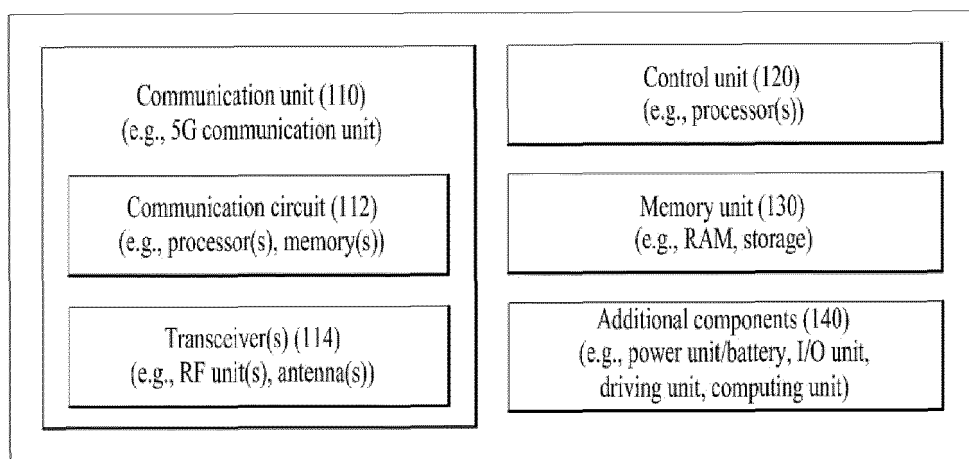 Communication unit (110)
(e.g., 5G communication unit)
Communication circuit (112)
(e.g., processor(s), memory(s))
Transceiver(s) (114)
(e.g., RF unit(s), antenna(s))
Control unit (120)
(e.g., processor(s))
Memory unit (130)
(e.g., RAM, storage)
Additional components (140)
(e.g., power unit/battery, I/O unit,
driving unit, computing unit)